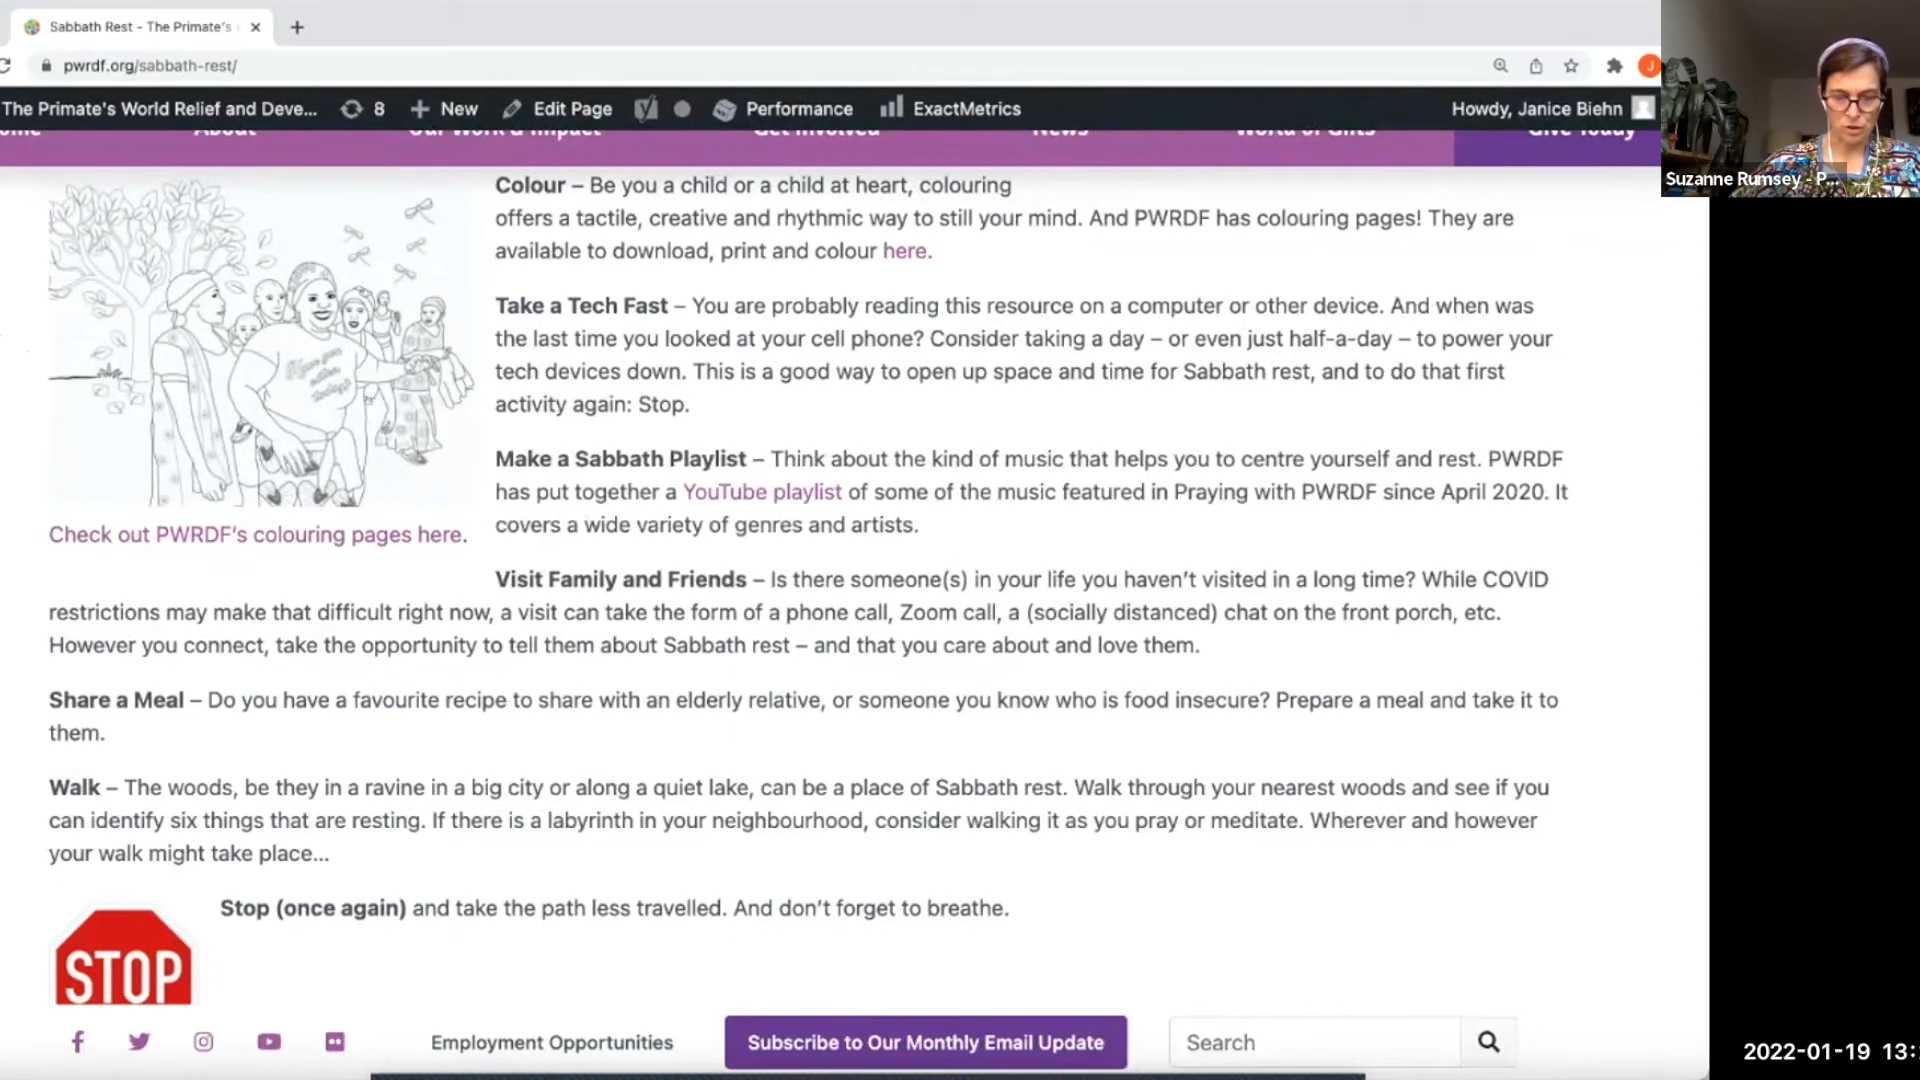 Sabbath Rest - The Primate's
pwrdf.org/sabbath-rest/
J
The Primate's World Relief and Deve... 8 New Edit Page Performance ExactMetrics Howdy, Janice Biehn
About Our Work & Impact Get Involved News World of Gifts Give Today
Suzanne Rumsey - P...
Colour – Be you a child or a child at heart, colouring
offers a tactile, creative and rhythmic way to still your mind. And PWRDF has colouring pages! They are
available to download, print and colour here.
Take a Tech Fast – You are probably reading this resource on a computer or other device. And when was
the last time you looked at your cell phone? Consider taking a day – or even just half-a-day – to power your
tech devices down. This is a good way to open up space and time for Sabbath rest, and to do that first
activity again: Stop.
Make a Sabbath Playlist – Think about the kind of music that helps you to centre yourself and rest. PWRDF
has put together a YouTube playlist of some of the music featured in Praying with PWRDF since April 2020. It
covers a wide variety of genres and artists.
Check out PWRDF's colouring pages here.
Visit Family and Friends – Is there someone(s) in your life you haven't visited in a long time? While COVID
restrictions may make that difficult right now, a visit can take the form of a phone call, Zoom call, a (socially distanced) chat on the front porch, etc.
However you connect, take the opportunity to tell them about Sabbath rest – and that you care about and love them.
Share a Meal – Do you have a favourite recipe to share with an elderly relative, or someone you know who is food insecure? Prepare a meal and take it to
them.
Walk – The woods, be they in a ravine in a big city or along a quiet lake, can be a place of Sabbath rest. Walk through your nearest woods and see if you
can identify six things that are resting. If there is a labyrinth in your neighbourhood, consider walking it as you pray or meditate. Wherever and however
your walk might take place...
Stop (once again) and take the path less travelled. And don't forget to breathe.
STOP
Employment Opportunities Subscribe to Our Monthly Email Update Search
2022-01-19 13: